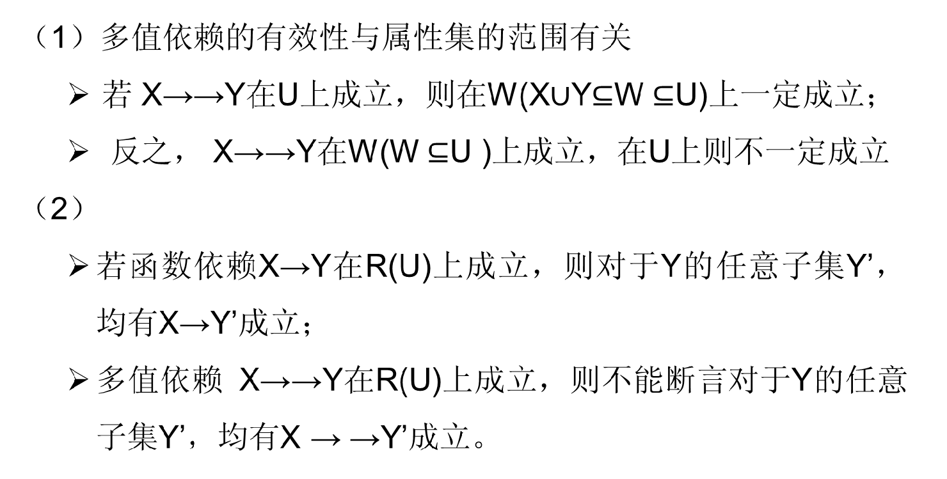 （1）多值依赖的有效性与属性集的范围有关
➢ 若 X→→Y在U上成立，则在W(X∪Y⊆W ⊆U)上一定成立；
➢ 反之， X→→Y在W(W ⊆U )上成立，在U上则不一定成立
（2）
➢ 若函数依赖X→Y在R(U)上成立，则对于Y的任意子集Y’，
均有X→Y’成立；
➢ 多值依赖 X→→Y在R(U)上成立，则不能断言对于Y的任意
子集Y’，均有X → →Y’成立。